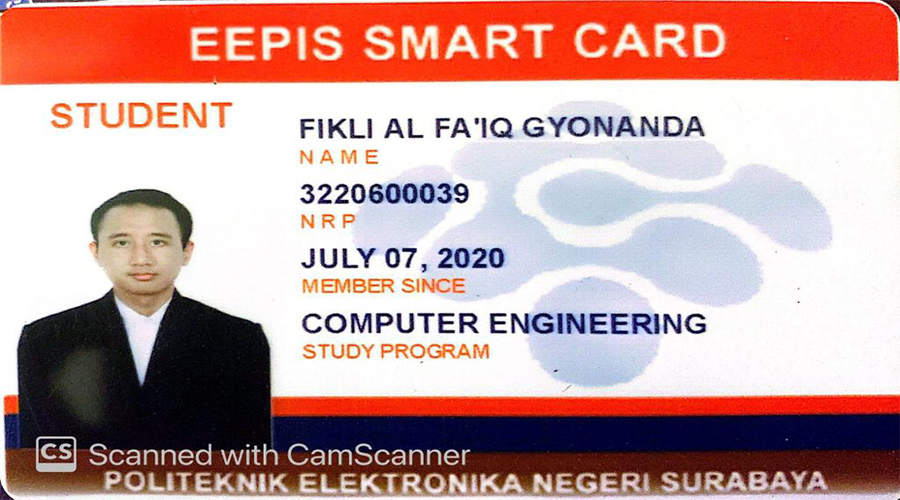 EEPIS SMART CARD
STUDENT
FIKLI AL FA'IQ GYONANDA
NAME
3220600039
NRP
JULY 07, 2020
MEMBER SINCE
COMPUTER ENGINEERING
STUDY PROGRAM
CS Scanned with CamScanner
POLITEKNIK ELEKTRONIKA NEGERI SURABAYA